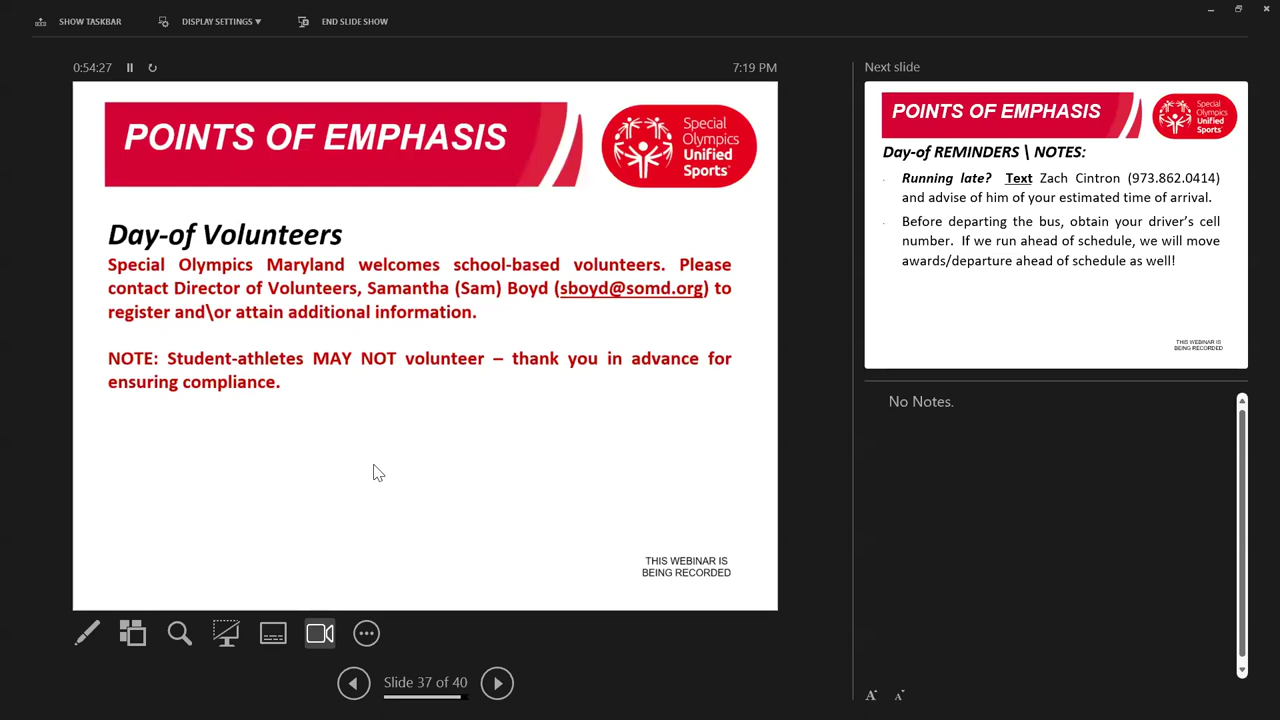 SHOW TASKBAR
DISPLAY SETTINGS ▼
END SLIDE SHOW
0:54:27
7:19 PM
POINTS OF EMPHASIS
Special
Olympics
Unified
Sports
Day-of Volunteers
Special Olympics Maryland welcomes school-based volunteers. Please
contact Director of Volunteers, Samantha (Sam) Boyd (sboyd@somd.org) to
register and\or attain additional information.
NOTE: Student-athletes MAY NOT volunteer – thank you in advance for
ensuring compliance.
THIS WEBINAR IS
BEING RECORDED
Slide 37 of 40
Next slide
POINTS OF EMPHASIS
Special
Olympics
Unified
Sports
Day-of REMINDERS \ NOTES:
Running late? Text Zach Cintron (973.862.0414)
and advise of him of your estimated time of arrival.
Before departing the bus, obtain your driver's cell
number. If we run ahead of schedule, we will move
awards/departure ahead of schedule as well!
THIS WEBINAR IS
BEING RECORDED
No Notes.
A A